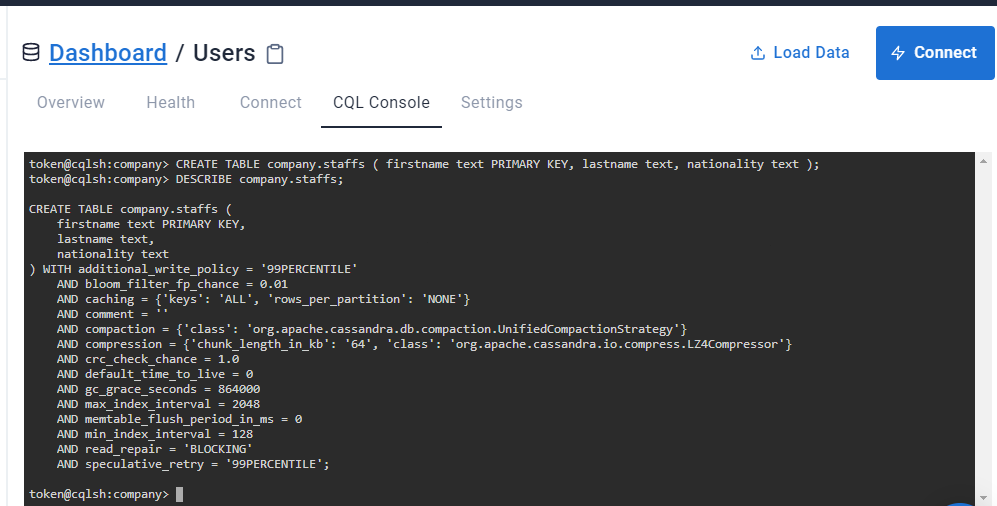 Dashboard / Users
Load Data
Connect
Overview Health Connect CQL Console Settings
token@cqlsh:company> CREATE TABLE company.staffs ( firstname text PRIMARY KEY, lastname text, nationality text );
token@cqlsh:company> DESCRIBE company.staffs;
CREATE TABLE company.staffs (
    firstname text PRIMARY KEY,
    lastname text,
    nationality text
) WITH additional_write_policy = '99PERCENTILE'
    AND bloom_filter_fp_chance = 0.01
    AND caching = {'keys': 'ALL', 'rows_per_partition': 'NONE'}
    AND comment = ''
    AND compaction = {'class': 'org.apache.cassandra.db.compaction.UnifiedCompactionStrategy'}
    AND compression = {'chunk_length_in_kb': '64', 'class': 'org.apache.cassandra.io.compress.LZ4Compressor'}
    AND crc_check_chance = 1.0
    AND default_time_to_live = 0
    AND gc_grace_seconds = 864000
    AND max_index_interval = 2048
    AND memtable_flush_period_in_ms = 0
    AND min_index_interval = 128
    AND read_repair = 'BLOCKING'
    AND speculative_retry = '99PERCENTILE';
token@cqlsh:company>